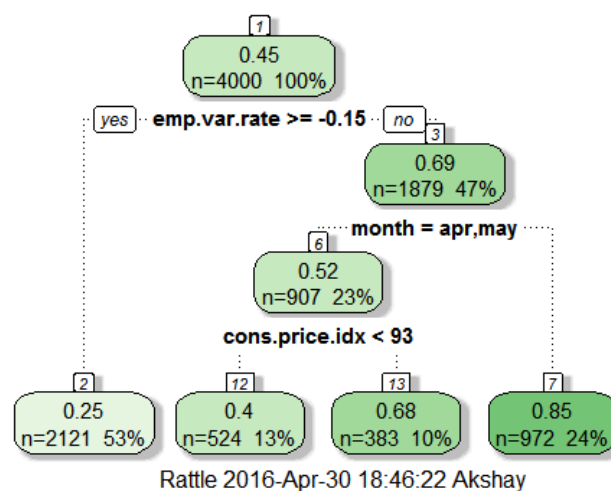 1
0.45
n=4000 100%
yes emp.var.rate >= -0.15 no
3
0.69
n=1879 47%
month = apr,may
6
0.52
n=907 23%
cons.price.idx < 93
2
0.25
n=2121 53%
12
0.4
n=524 13%
13
0.68
n=383 10%
7
0.85
n=972 24%
Rattle 2016-Apr-30 18:46:22 Akshay